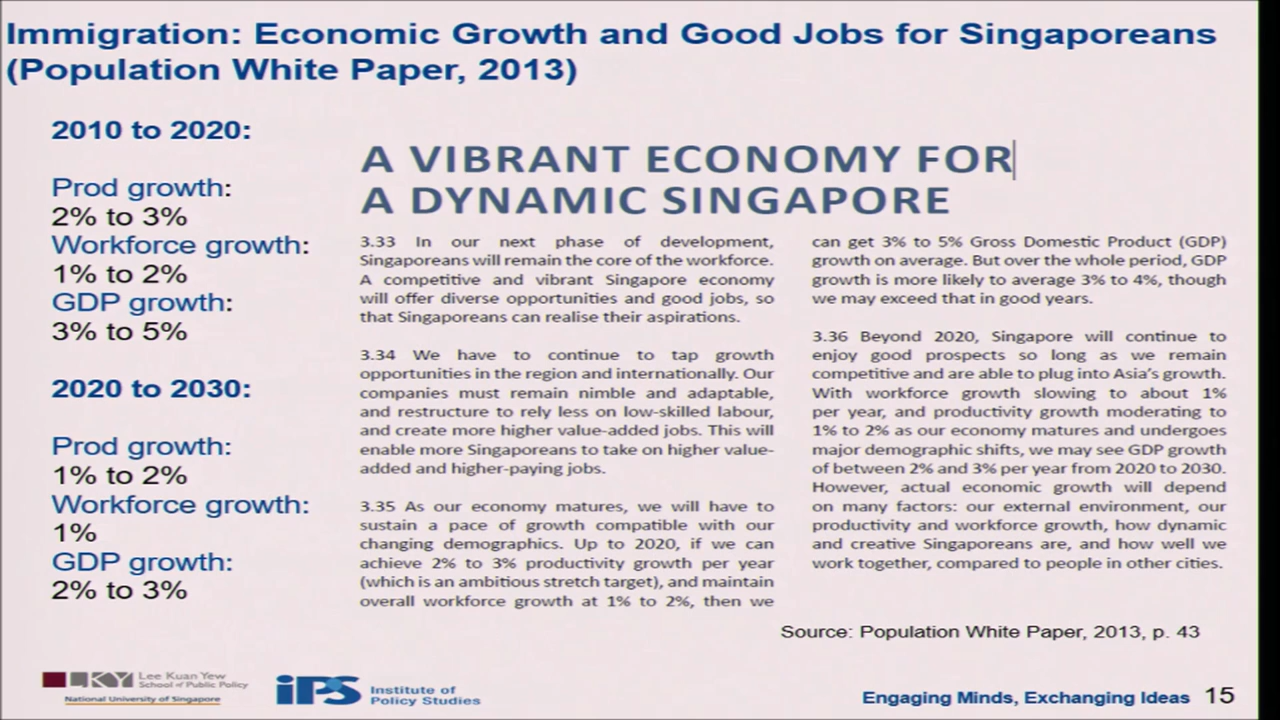 Immigration: Economic Growth and Good Jobs for Singaporeans
(Population White Paper, 2013)
2010 to 2020:
Prod growth:
2% to 3%
Workforce growth:
1% to 2%
GDP growth:
3% to 5%
2020 to 2030:
Prod growth:
1% to 2%
Workforce growth:
1%
GDP growth:
2% to 3%
A VIBRANT ECONOMY FOR
A DYNAMIC SINGAPORE
3.33 In our next phase of development,
Singaporeans will remain the core of the workforce.
A competitive and vibrant Singapore economy
will offer diverse opportunities and good jobs, so
that Singaporeans can realise their aspirations.
3.34 We have to continue to tap growth
opportunities in the region and internationally. Our
companies must remain nimble and adaptable,
and restructure to rely less on low-skilled labour,
and create more higher value-added jobs. This will
enable more Singaporeans to take on higher value-
added and higher-paying jobs.
3.35 As our economy matures, we will have to
sustain a pace of growth compatible with our
changing demographics. Up to 2020, if we can
achieve 2% to 3% productivity growth per year
(which is an ambitious stretch target), and maintain
overall workforce growth at 1% to 2%, then we
can get 3% to 5% Gross Domestic Product (GDP)
growth on average. But over the whole period, GDP
growth is more likely to average 3% to 4%, though
we may exceed that in good years.
3.36 Beyond 2020, Singapore will continue to
enjoy good prospects so long as we remain
competitive and are able to plug into Asia's growth.
With workforce growth slowing to about 1%
per year, and productivity growth moderating to
1% to 2% as our economy matures and undergoes
major demographic shifts, we may see GDP growth
of between 2% and 3% per year from 2020 to 2030.
However, actual economic growth will depend
on many factors: our external environment, our
productivity and workforce growth, how dynamic
and creative Singaporeans are, and how well we
work together, compared to people in other cities.
Source: Population White Paper, 2013, p. 43
LKY Lee Kuan Yew
School of Public Policy
National University of Singapore
iPS Institute of
Policy Studies
Engaging Minds, Exchanging Ideas 15